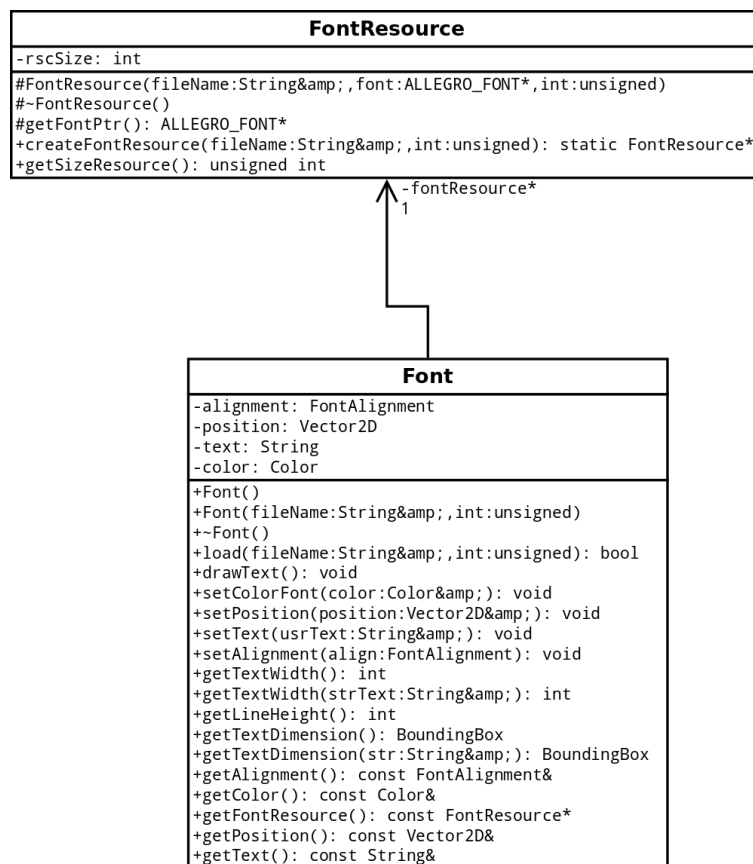 FontResource
-rscSize: int
#FontResource(fileName:String&amp;,font:ALLEGRO_FONT*,int:unsigned)
#~FontResource()
#getFontPtr(): ALLEGRO_FONT*
+createFontResource(fileName:String&amp;,int:unsigned): static FontResource*
+getSizeResource(): unsigned int
-fontResource*
1
Font
-alignment: FontAlignment
-position: Vector2D
-text: String
-color: Color
+Font()
+Font(fileName:String&amp;,int:unsigned)
+~Font()
+load(fileName:String&amp;,int:unsigned): bool
+drawText(): void
+setColorFont(color:Color&amp;): void
+setPosition(position:Vector2D&amp;): void
+setText(usrText:String&amp;): void
+setAlignment(align:FontAlignment): void
+getTextWidth(): int
+getTextWidth(strText:String&amp;): int
+getLineHeight(): int
+getTextDimension(): BoundingBox
+getTextDimension(str:String&amp;): BoundingBox
+getAlignment(): const FontAlignment&
+getColor(): const Color&
+getFontResource(): const FontResource*
+getPosition(): const Vector2D&
+getText(): const String&